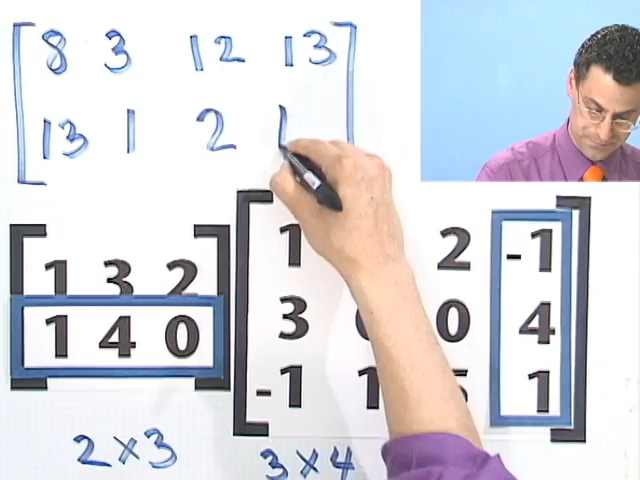 8 3 12 13
13 1 2 1
1 3 2
1 4 0
1 2 -1
3 0 4
-1 1 1
2×3
3×4